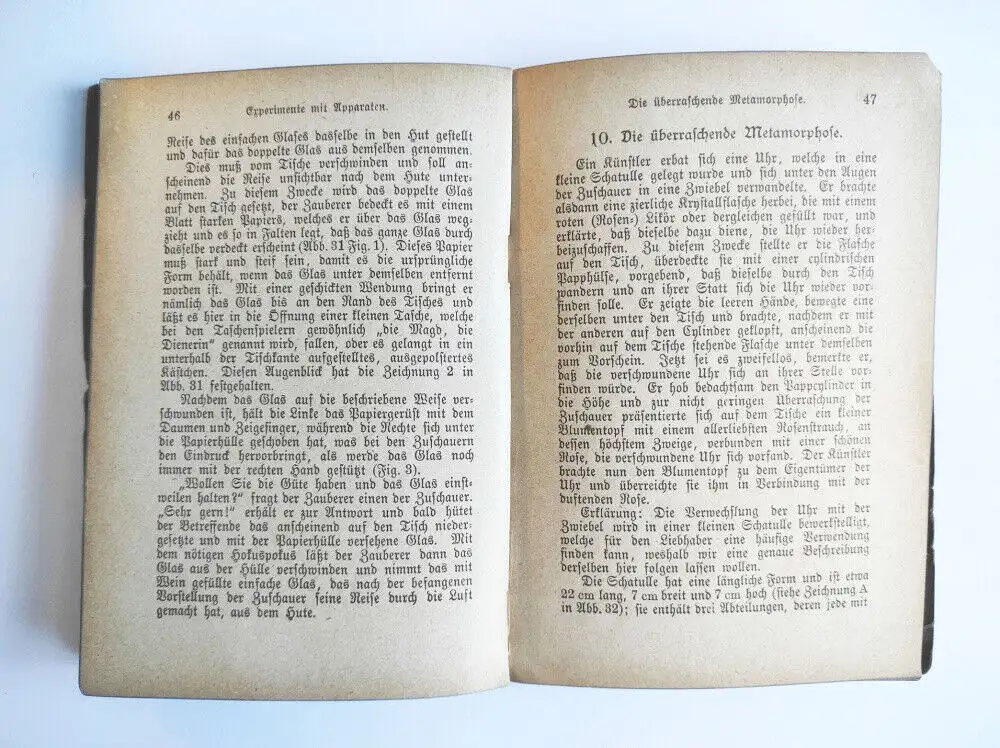 46
Experimente mit Apparaten.
Reise des einfachen Glases dasselbe in den Hut gestellt
und dafür das doppelte Glas aus demselben genommen.
Dies muß vom Tische verschwinden und soll an-
scheinend die Reise unsichtbar nach dem Hute unter-
nehmen. Zu diesem Zwecke wird das doppelte Glas
auf den Tisch gesetzt, der Zauberer bedeckt es mit einem
Blatt starken Papiers, welches er über das Glas weg-
zieht und es so in Falten legt, daß das ganze Glas durch
dasselbe verdeckt erscheint (Abb. 31 Fig. 1). Dieses Papier
muß stark und steif sein, damit es die ursprüngliche
Form behält, wenn das Glas unter demselben entfernt
worden ist. Mit einer geschickten Wendung bringt er
nämlich das Glas bis an den Rand des Tisches und
läßt es hier in die Öffnung einer kleinen Tasche, welche
bei den Taschenspielern gewöhnlich „die Magd, die
Dienerin“ genannt wird, fallen, oder es gelangt in ein
unterhalb der Tischkante aufgestelltes, ausgepolstertes
Kästchen. Diesen Augenblick hat die Zeichnung 2 in
Abb. 31 festgehalten.
Nachdem das Glas auf die beschriebene Weise ver-
schwunden ist, hält die Linke das Papiergerüst mit dem
Daumen und Zeigefinger, während die Rechte sich unter
die Papierhülle geschoben hat, was bei den Zuschauern
den Eindruck hervorbringt, als werde das Glas noch
immer mit der rechten Hand gestützt (Fig. 3).
„Wollen Sie die Güte haben und das Glas einst-
weilen halten?“ fragt der Zauberer einen der Zuschauer.
„Sehr gern!“ erhält er zur Antwort und bald hütet
der Betreffende das anscheinend auf den Tisch nieder-
gesetzte und mit der Papierhülle versehene Glas. Mit
dem nötigen Hokuspokus läßt der Zauberer dann das
Glas aus der Hülle verschwinden und nimmt das mit
Wein gefüllte einfache Glas, das nach der befangenen
Vorstellung der Zuschauer seine Reise durch die Luft
gemacht hat, aus dem Hute.
Die überraschende Metamorphose.
47
10. Die überraschende Metamorphose.
Ein Künstler erbat sich eine Uhr, welche in eine
kleine Schatulle gelegt wurde und sich unter den Augen
der Zuschauer in eine Zwiebel verwandelte. Er brachte
alsdann eine zierliche Krystallflasche herbei, die mit einem
roten (Rosen-) Likör oder dergleichen gefüllt war, und
erklärte, daß dieselbe dazu diene, die Uhr wieder her-
beizuschaffen. Zu diesem Zwecke stellte er die Flasche
auf den Tisch, überdeckte sie mit einer cylindrischen
Papphülse, vorgebend, daß dieselbe durch den Tisch
wandern und an ihrer Statt sich die Uhr wieder vor-
finden solle. Er zeigte die leeren Hände, bewegte eine
derselben unter den Tisch und brachte, nachdem er mit
der anderen auf den Cylinder geklopft, anscheinend die
vorhin auf dem Tische stehende Flasche unter demselben
zum Vorschein. Jetzt sei es zweifellos, bemerkte er,
daß die verschwundene Uhr sich an ihrer Stelle vor-
finden würde. Er hob bedachtsam den Pappcylinder in
die Höhe und zur nicht geringen Überraschung der
Zuschauer präsentierte sich auf dem Tische ein kleiner
Blumentopf mit einem allerliebsten Rosenstrauch, an
dessen höchstem Zweige, verbunden mit einer schönen
Rose, die verschwundene Uhr sich vorfand. Der Künstler
brachte nun den Blumentopf zu dem Eigentümer der
Uhr und überreichte sie ihm in Verbindung mit der
duftenden Rose.
Erklärung: Die Verwechslung der Uhr mit der
Zwiebel wird in einer kleinen Schatulle bewerkstelligt,
welche für den Liebhaber eine häufige Verwendung
finden kann, weshalb wir eine genaue Beschreibung
derselben hier folgen lassen wollen.
Die Schatulle hat eine längliche Form und ist etwa
22 cm lang, 7 cm breit und 7 cm hoch (siehe Zeichnung A
in Abb. 32); sie enthält drei Abteilungen, deren jede mit